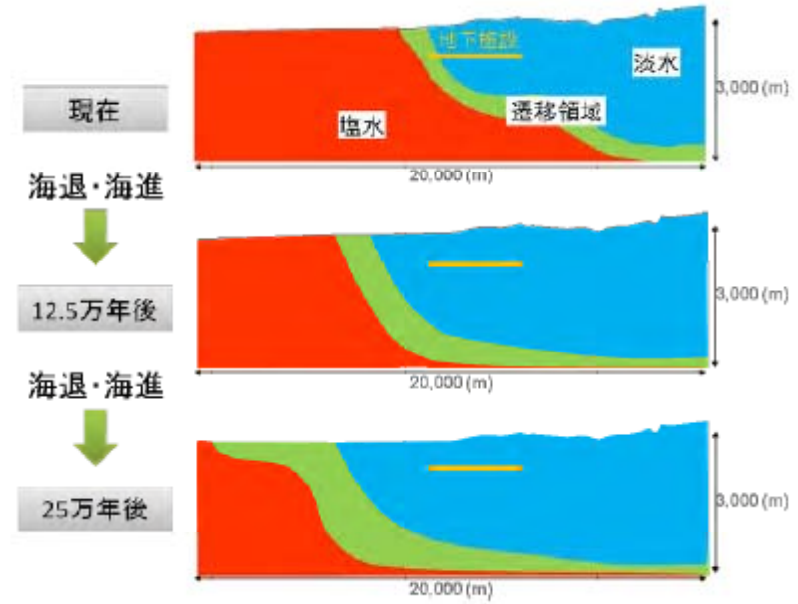 地下施設
淡水
塩水
遷移領域
現在
3,000 (m)
20,000 (m)
海退・海進
12.5万年後
3,000 (m)
20,000 (m)
海退・海進
25万年後
3,000 (m)
20,000 (m)